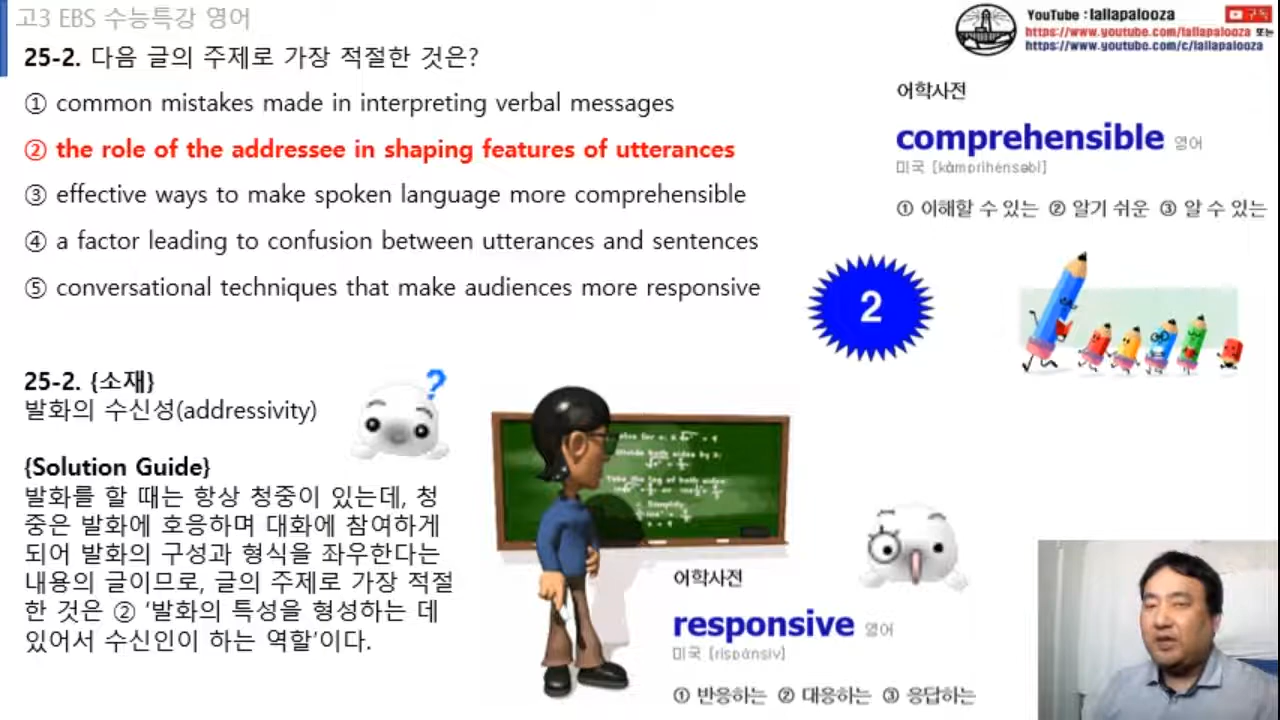 고3 EBS 수능특강 영어
YouTube : lallapalooza
구독
https://www.youtube.com/lallapalooza 또는
https://www.youtube.com/c/lallapalooza
25-2. 다음 글의 주제로 가장 적절한 것은?
① common mistakes made in interpreting verbal messages
② the role of the addressee in shaping features of utterances
③ effective ways to make spoken language more comprehensible
④ a factor leading to confusion between utterances and sentences
⑤ conversational techniques that make audiences more responsive
어학사전
comprehensible 영어
미국 [kàmprihénsəbl]
① 이해할 수 있는 ② 알기 쉬운 ③ 알 수 있는
2
25-2. {소재}
발화의 수신성(addressivity)
{Solution Guide}
발화를 할 때는 항상 청중이 있는데, 청
중은 발화에 호응하며 대화에 참여하게
되어 발화의 구성과 형식을 좌우한다는
내용의 글이므로, 글의 주제로 가장 적절
한 것은 ② ‘발화의 특성을 형성하는 데
있어서 수신인이 하는 역할’이다.
어학사전
responsive 영어
미국 [rispánsiv]
① 반응하는 ② 대응하는 ③ 응답하는